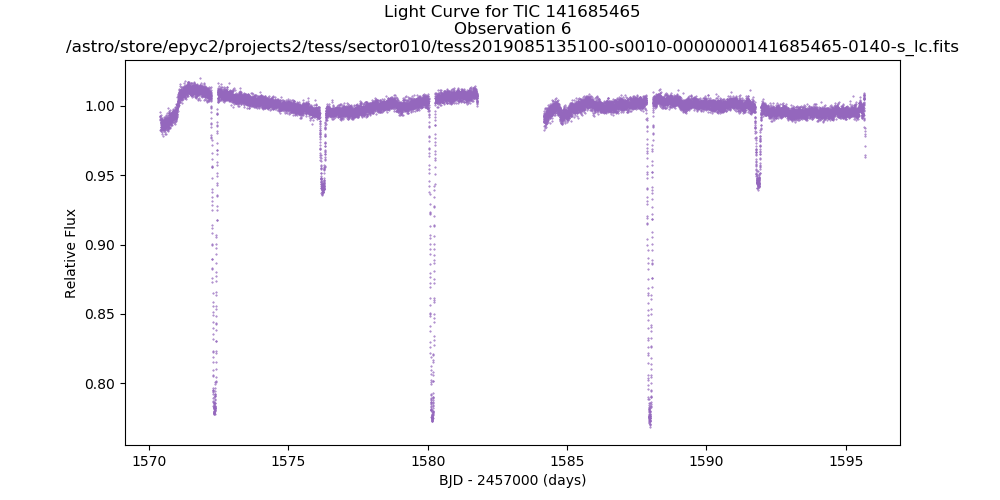 Light Curve for TIC 141685465
Observation 6
/astro/store/epyc2/projects2/tess/sector010/tess2019085135100-s0010-0000000141685465-0140-s_lc.fits
1.00
0.95
0.90
0.85
0.80
Relative Flux
1570
1575
1580
1585
1590
1595
BJD - 2457000 (days)